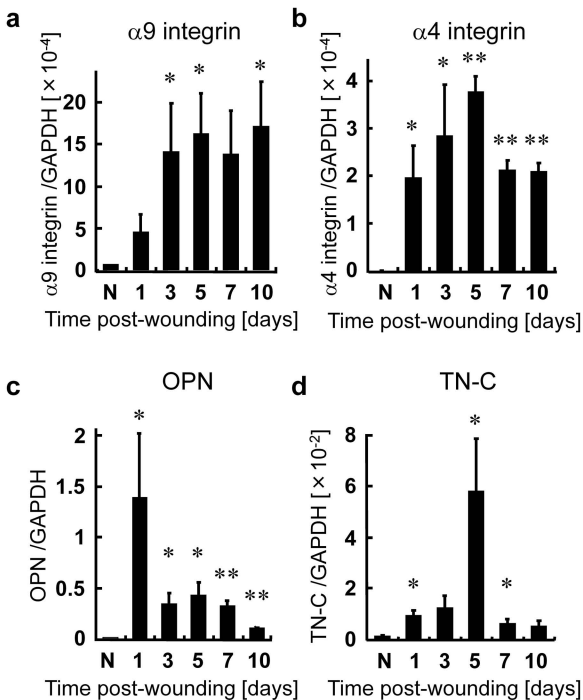 a
α9 integrin
α9 integrin /GAPDH [×10-4]
20
15
10
5
0
* * *
N 1 3 5 7 10
Time post-wounding [days]
b
α4 integrin
α4 integrin /GAPDH [×10-4]
4
3
2
1
0
* * ** ** **
N 1 3 5 7 10
Time post-wounding [days]
c
OPN
OPN /GAPDH
2
1.5
1
0.5
0
* * * ** **
N 1 3 5 7 10
Time post-wounding [days]
d
TN-C
TN-C /GAPDH [×10-2]
8
6
4
2
0
* * *
N 1 3 5 7 10
Time post-wounding [days]